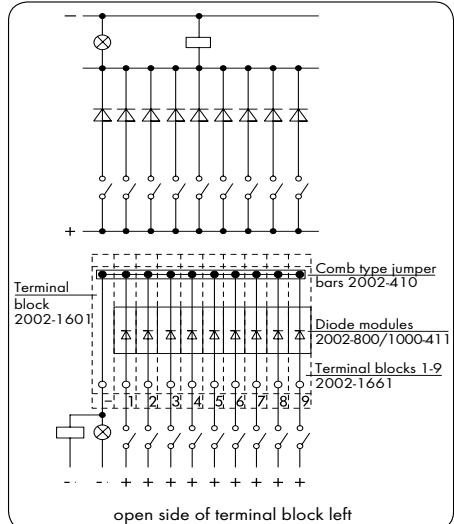 −
+
Comb type jumper
bars 2002-410
Terminal
block
2002-1601
Diode modules
2002-800/1000-411
Terminal blocks 1-9
2002-1661
− 1 2 3 4 5 6 7 8 9
- - + + + + + + + + +
open side of terminal block left